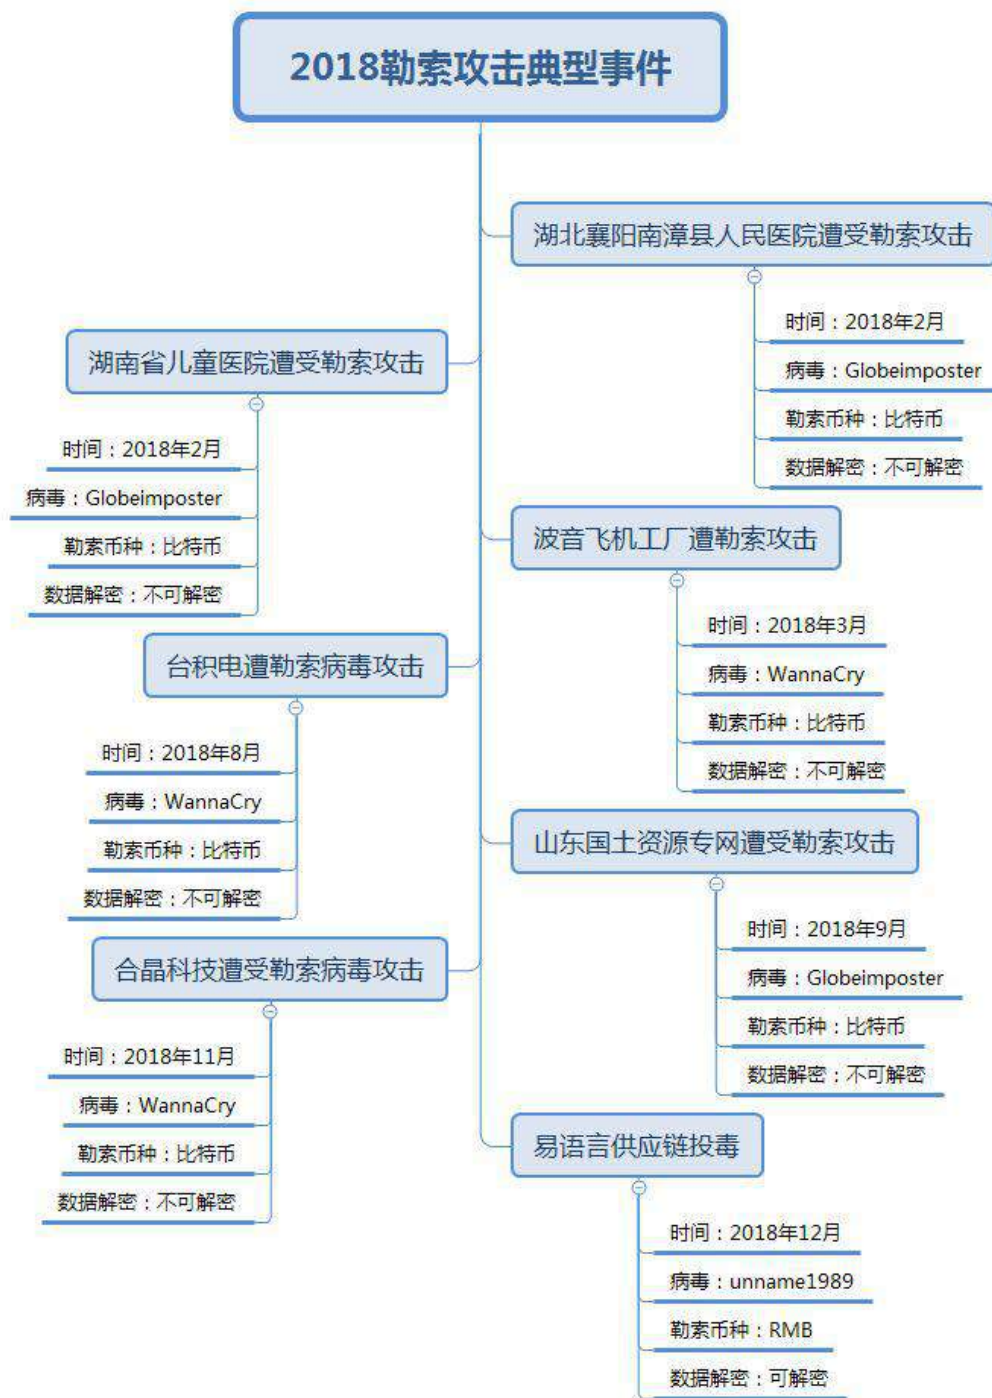 2018勒索攻击典型事件
湖北襄阳南漳县人民医院遭受勒索攻击
时间：2018年2月
病毒：Globeimposter
勒索币种：比特币
数据解密：不可解密
湖南省儿童医院遭受勒索攻击
时间：2018年2月
病毒：Globeimposter
勒索币种：比特币
数据解密：不可解密
波音飞机工厂遭勒索攻击
时间：2018年3月
病毒：WannaCry
勒索币种：比特币
数据解密：不可解密
台积电遭勒索病毒攻击
时间：2018年8月
病毒：WannaCry
勒索币种：比特币
数据解密：不可解密
山东国土资源专网遭受勒索攻击
时间：2018年9月
病毒：Globeimposter
勒索币种：比特币
数据解密：不可解密
合晶科技遭受勒索病毒攻击
时间：2018年11月
病毒：WannaCry
勒索币种：比特币
数据解密：不可解密
易语言供应链投毒
时间：2018年12月
病毒：unname1989
勒索币种：RMB
数据解密：可解密